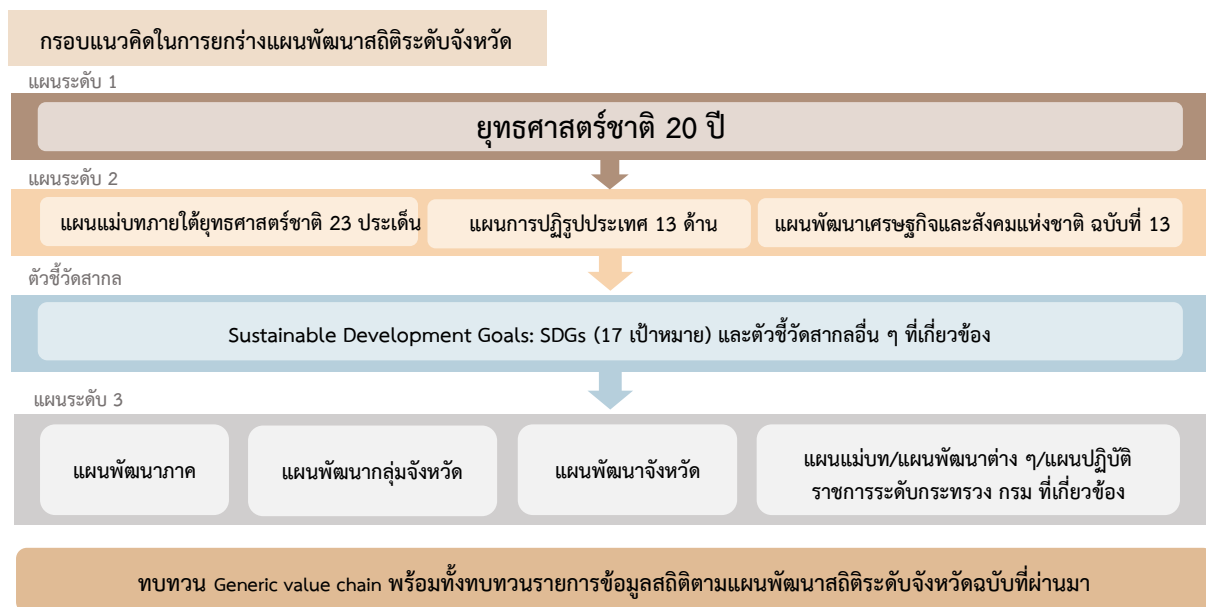 กรอบแนวคิดในการยกร่างแผนพัฒนาสถิติระดับจังหวัด
แผนระดับ 1
ยุทธศาสตร์ชาติ 20 ปี
แผนระดับ 2
แผนแม่บทภายใต้ยุทธศาสตร์ชาติ 23 ประเด็น
แผนการปฏิรูปประเทศ 13 ด้าน
แผนพัฒนาเศรษฐกิจและสังคมแห่งชาติ ฉบับที่ 13
ตัวชี้วัดสากล
Sustainable Development Goals: SDGs (17 เป้าหมาย) และตัวชี้วัดสากลอื่น ๆ ที่เกี่ยวข้อง
แผนระดับ 3
แผนพัฒนาภาค
แผนพัฒนากลุ่มจังหวัด
แผนพัฒนาจังหวัด
แผนแม่บท/แผนพัฒนาต่าง ๆ/แผนปฏิบัติ
ราชการระดับกระทรวง กรม ที่เกี่ยวข้อง
ทบทวน Generic value chain พร้อมทั้งทบทวนรายการข้อมูลสถิติตามแผนพัฒนาสถิติระดับจังหวัดฉบับที่ผ่านมา